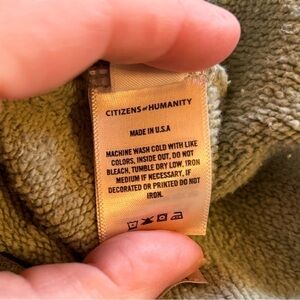 CITIZENS of HUMANITY
MADE IN U.S.A
MACHINE WASH COLD WITH LIKE
COLORS, INSIDE OUT, DO NOT
BLEACH, TUMBLE DRY LOW, IRON
MEDIUM IF NECESSARY, IF
DECORATED OR PRINTED DO NOT
IRON.